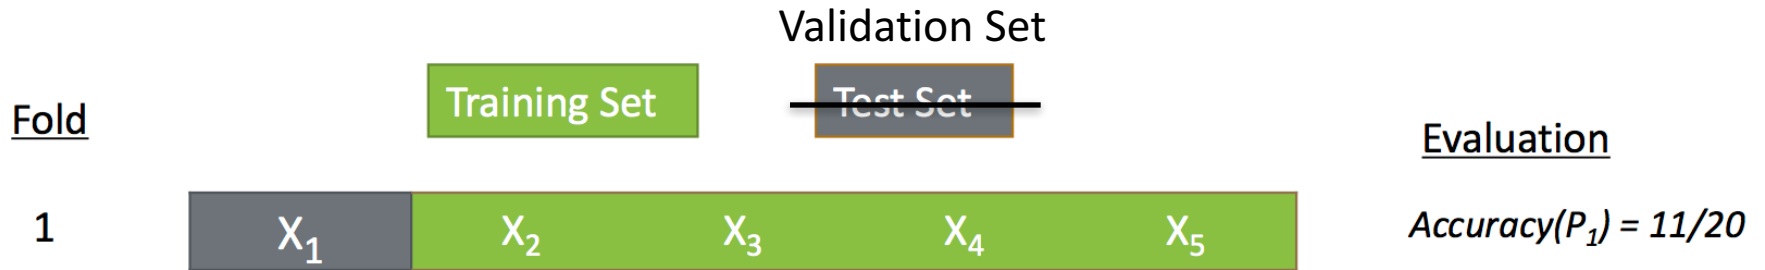 Validation Set
Training Set
Test Set
Fold
Evaluation
1
X1
X2
X3
X4
X5
Accuracy(P1) = 11/20